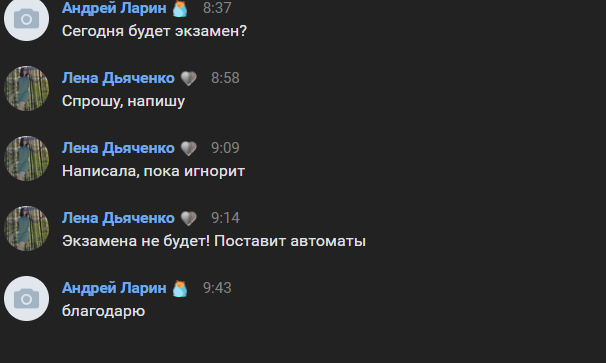 Андрей Ларин 8:37
Сегодня будет экзамен?
Лена Дьяченко 8:58
Спрошу, напишу
Лена Дьяченко 9:09
Написала, пока игнорит
Лена Дьяченко 9:14
Экзамена не будет! Поставит автоматы
Андрей Ларин 9:43
благодарю